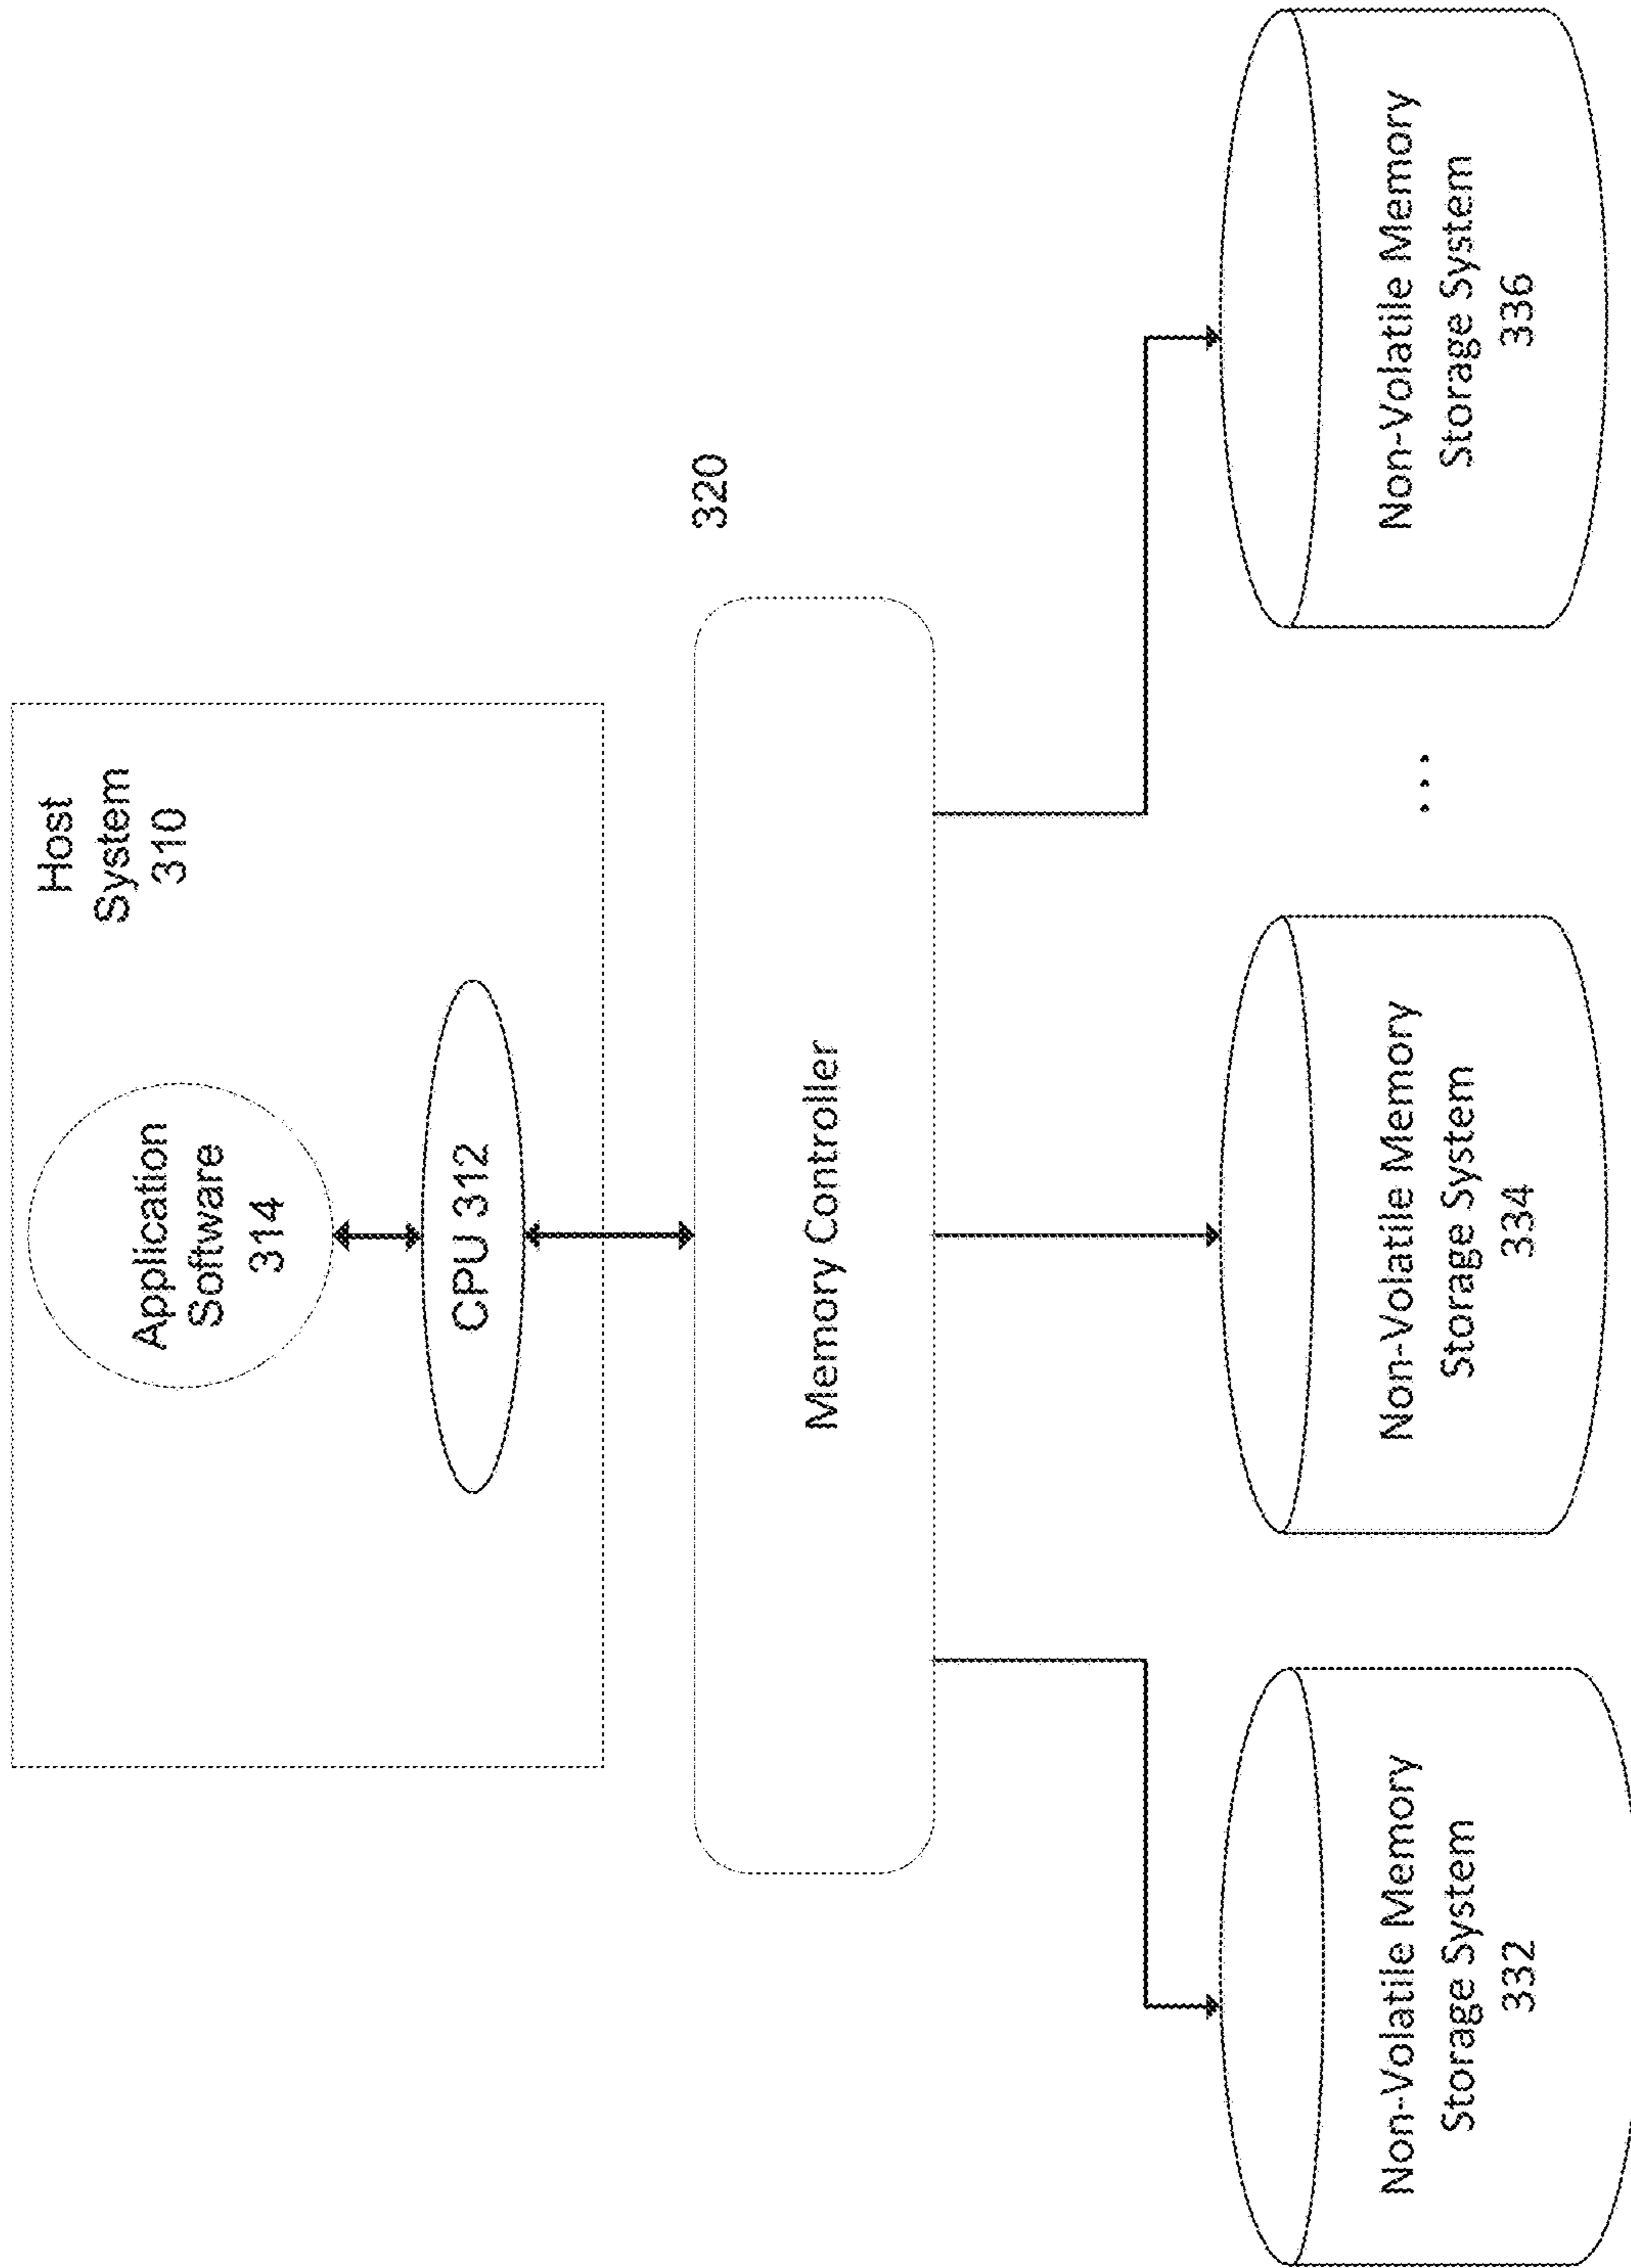 Host
System
310
Application
Software
314
CPU 312
320
Memory Controller
Non-Volatile Memory
Storage System
332
Non-Volatile Memory
Storage System
334
...
Non-Volatile Memory
Storage System
336